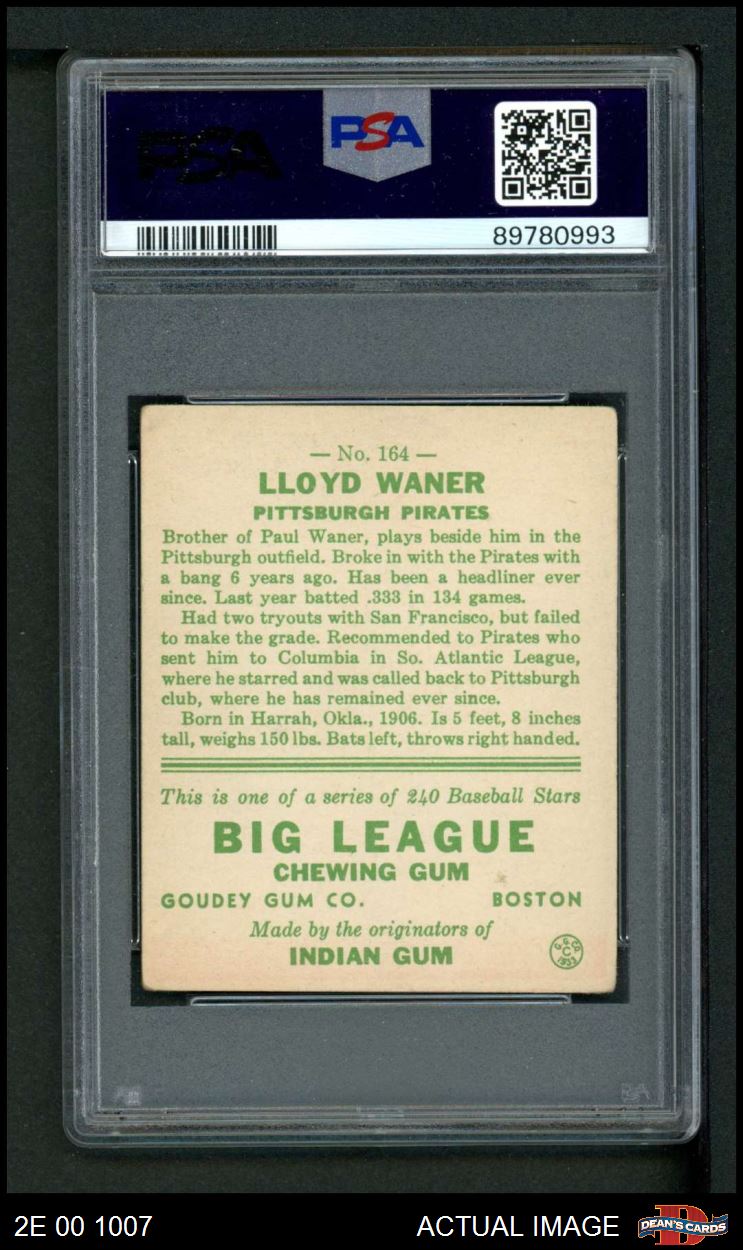 PSA
PSA
89780993
— No. 164 —
LLOYD WANER
PITTSBURGH PIRATES
Brother of Paul Waner, plays beside him in the
Pittsburgh outfield. Broke in with the Pirates with
a bang 6 years ago. Has been a headliner ever
since. Last year batted .333 in 134 games.
Had two tryouts with San Francisco, but failed
to make the grade. Recommended to Pirates who
sent him to Columbia in So. Atlantic League,
where he starred and was called back to Pittsburgh
club, where he has remained ever since.
Born in Harrah, Okla., 1906. Is 5 feet, 8 inches
tall, weighs 150 lbs. Bats left, throws right handed.
This is one of a series of 240 Baseball Stars
BIG LEAGUE
CHEWING GUM
GOUDEY GUM CO. BOSTON
Made by the originators of
INDIAN GUM
G. G. CO.
C
1933
2E 00 1007 ACTUAL IMAGE DEAN'S CARDS